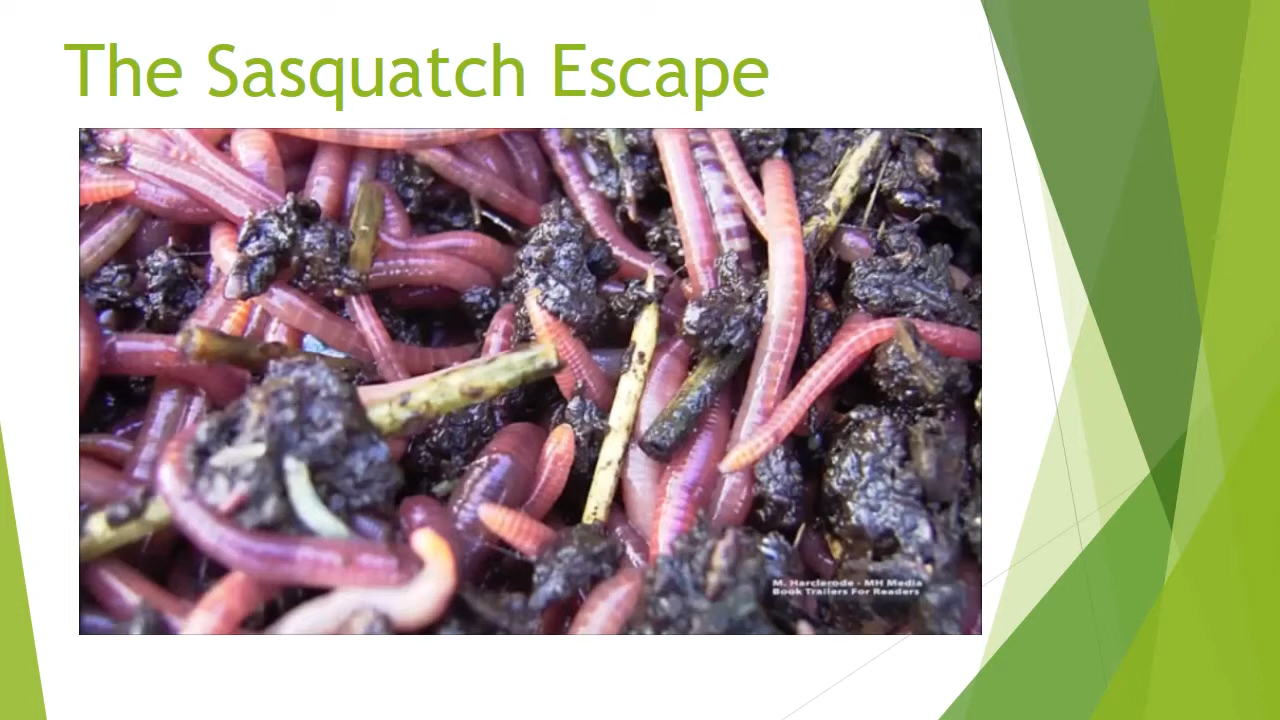 The Sasquatch Escape
M. Harclerode - MH Media
Book Trailers For Readers